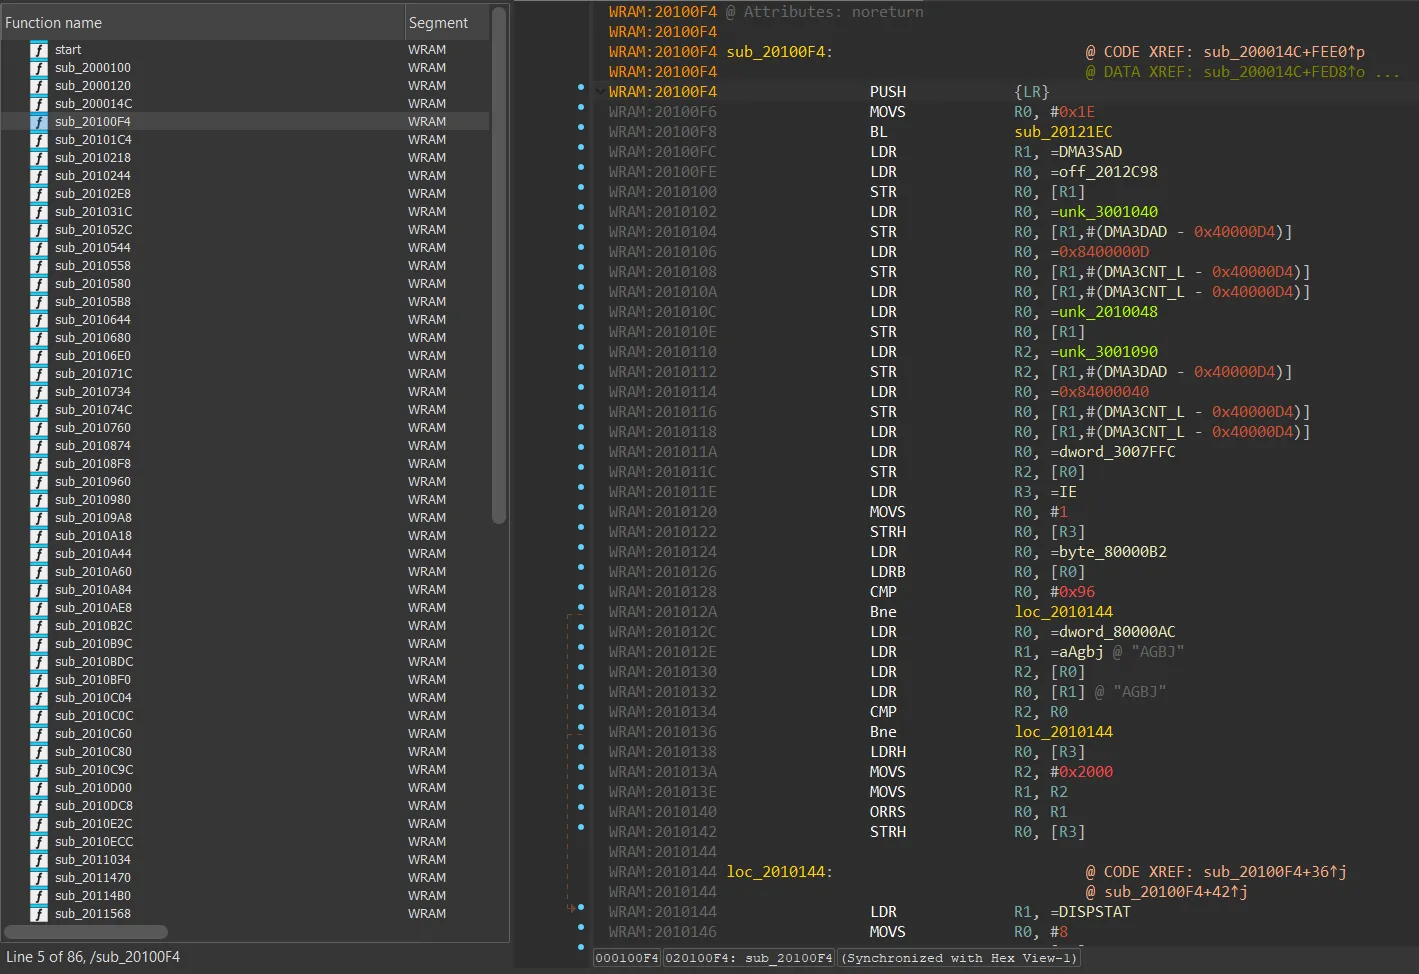 Function name Segment
start WRAM
sub_2000100 WRAM
sub_2000120 WRAM
sub_200014C WRAM
sub_20100F4 WRAM
sub_20101C4 WRAM
sub_2010218 WRAM
sub_2010244 WRAM
sub_20102E8 WRAM
sub_201031C WRAM
sub_201052C WRAM
sub_2010544 WRAM
sub_2010558 WRAM
sub_2010580 WRAM
sub_20105B8 WRAM
sub_2010644 WRAM
sub_2010680 WRAM
sub_20106E0 WRAM
sub_201071C WRAM
sub_2010734 WRAM
sub_201074C WRAM
sub_2010760 WRAM
sub_2010874 WRAM
sub_20108F8 WRAM
sub_2010960 WRAM
sub_2010980 WRAM
sub_20109A8 WRAM
sub_2010A18 WRAM
sub_2010A44 WRAM
sub_2010A60 WRAM
sub_2010A84 WRAM
sub_2010AE8 WRAM
sub_2010B2C WRAM
sub_2010B9C WRAM
sub_2010BDC WRAM
sub_2010BF0 WRAM
sub_2010C04 WRAM
sub_2010C0C WRAM
sub_2010C60 WRAM
sub_2010C80 WRAM
sub_2010C9C WRAM
sub_2010D00 WRAM
sub_2010DC8 WRAM
sub_2010E2C WRAM
sub_2010ECC WRAM
sub_2011034 WRAM
sub_2011470 WRAM
sub_20114B0 WRAM
sub_2011568 WRAM
Line 5 of 86, /sub_20100F4
WRAM:20100F4 @ Attributes: noreturn
WRAM:20100F4
WRAM:20100F4 sub_20100F4: @ CODE XREF: sub_200014C+FEE0↑p
WRAM:20100F4 @ DATA XREF: sub_200014C+FED8↑o ...
WRAM:20100F4 PUSH {LR}
WRAM:20100F6 MOVS R0, #0x1E
WRAM:20100F8 BL sub_20121EC
WRAM:20100FC LDR R1, =DMA3SAD
WRAM:20100FE LDR R0, =off_2012C98
WRAM:2010100 STR R0, [R1]
WRAM:2010102 LDR R0, =unk_3001040
WRAM:2010104 STR R0, [R1,#(DMA3DAD - 0x40000D4)]
WRAM:2010106 LDR R0, =0x8400000D
WRAM:2010108 STR R0, [R1,#(DMA3CNT_L - 0x40000D4)]
WRAM:201010A LDR R0, [R1,#(DMA3CNT_L - 0x40000D4)]
WRAM:201010C LDR R0, =unk_2010048
WRAM:201010E STR R0, [R1]
WRAM:2010110 LDR R2, =unk_3001090
WRAM:2010112 STR R2, [R1,#(DMA3DAD - 0x40000D4)]
WRAM:2010114 LDR R0, =0x84000040
WRAM:2010116 STR R0, [R1,#(DMA3CNT_L - 0x40000D4)]
WRAM:2010118 LDR R0, [R1,#(DMA3CNT_L - 0x40000D4)]
WRAM:201011A LDR R0, =dword_3007FFC
WRAM:201011C STR R2, [R0]
WRAM:201011E LDR R3, =IE
WRAM:2010120 MOVS R0, #1
WRAM:2010122 STRH R0, [R3]
WRAM:2010124 LDR R0, =byte_80000B2
WRAM:2010126 LDRB R0, [R0]
WRAM:2010128 CMP R0, #0x96
WRAM:201012A Bne loc_2010144
WRAM:201012C LDR R0, =dword_80000AC
WRAM:201012E LDR R1, =aAgbj @ "AGBJ"
WRAM:2010130 LDR R2, [R0]
WRAM:2010132 LDR R0, [R1] @ "AGBJ"
WRAM:2010134 CMP R2, R0
WRAM:2010136 Bne loc_2010144
WRAM:2010138 LDRH R0, [R3]
WRAM:201013A MOVS R2, #0x2000
WRAM:201013E MOVS R1, R2
WRAM:2010140 ORRS R0, R1
WRAM:2010142 STRH R0, [R3]
WRAM:2010144
WRAM:2010144 loc_2010144: @ CODE XREF: sub_20100F4+36↑j
WRAM:2010144 @ sub_20100F4+42↑j
WRAM:2010144 LDR R1, =DISPSTAT
WRAM:2010146 MOVS R0, #8
000100F4 020100F4: sub_20100F4 (Synchronized with Hex View-1)